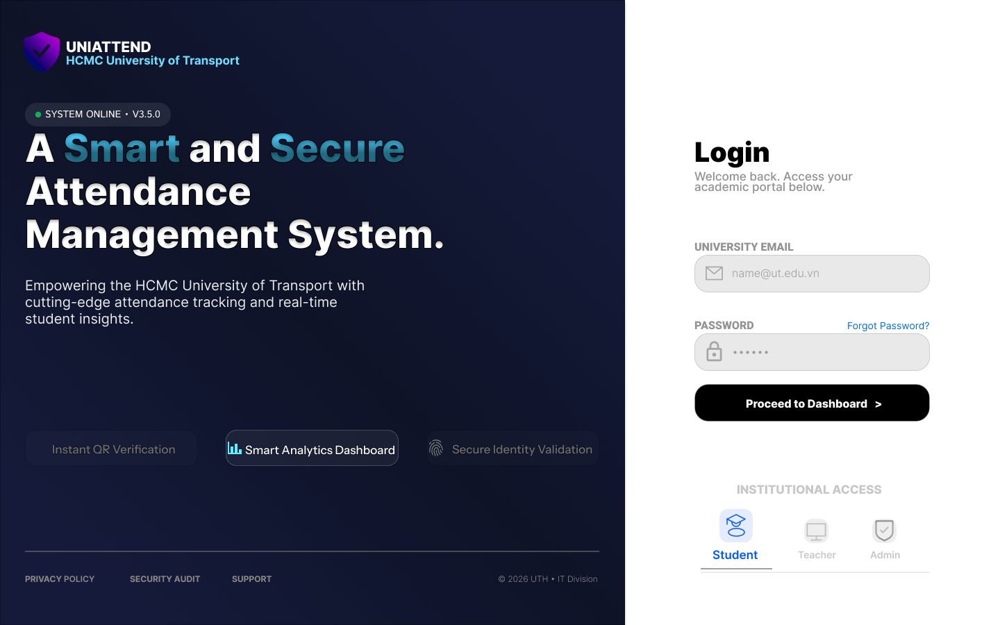 UNIATTEND
HCMC University of Transport
SYSTEM ONLINE • V3.5.0
A Smart and Secure
Attendance
Management System.
Empowering the HCMC University of Transport with
cutting-edge attendance tracking and real-time
student insights.
Instant QR Verification
Smart Analytics Dashboard
Secure Identity Validation
PRIVACY POLICY
SECURITY AUDIT
SUPPORT
© 2026 UTH • IT Division
Login
Welcome back. Access your
academic portal below.
UNIVERSITY EMAIL
name@ut.edu.vn
PASSWORD
Forgot Password?
••••••
Proceed to Dashboard >
INSTITUTIONAL ACCESS
Student
Teacher
Admin